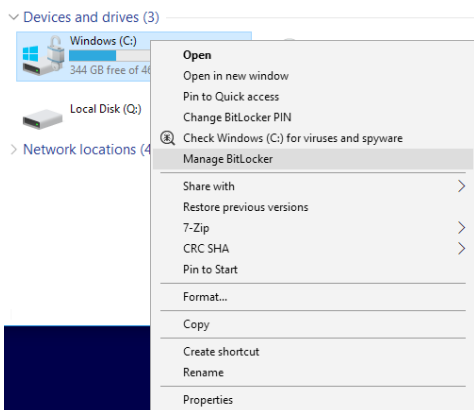 Devices and drives (3)
Windows (C:)
344 GB free of 46
Local Disk (Q:)
Network locations (4
Open
Open in new window
Pin to Quick access
Change BitLocker PIN
Check Windows (C:) for viruses and spyware
Manage BitLocker
Share with
Restore previous versions
7-Zip
CRC SHA
Pin to Start
Format...
Copy
Create shortcut
Rename
Properties